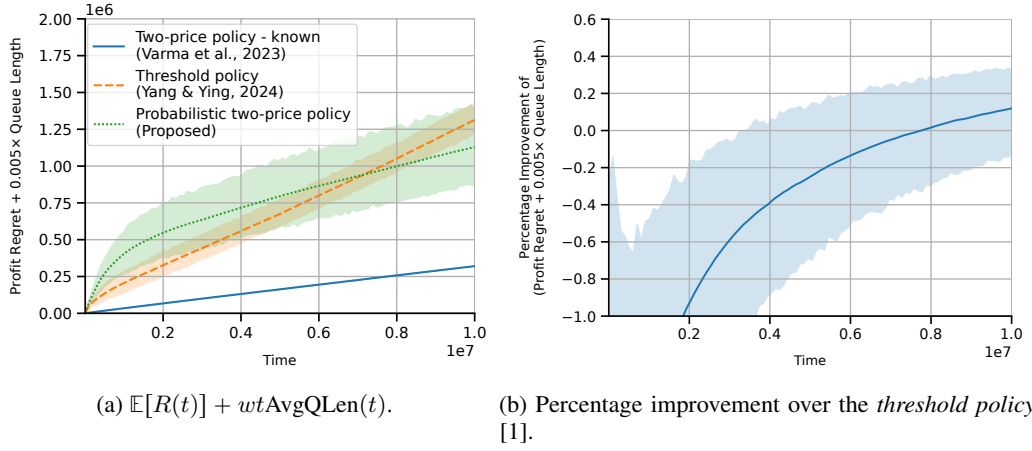 1e6
2.00
1.75
1.50
1.25
1.00
0.75
0.50
0.25
0.00
Profit Regret + 0.005× Queue Length
Two-price policy - known
(Varma et al., 2023)
Threshold policy
(Yang & Ying, 2024)
Probabilistic two-price policy
(Proposed)
0.2 0.4 0.6 0.8 1.0
1e7
Time
(a) 𝔼[R(t)] + wtAvgQLen(t).
0.6
0.4
0.2
0.0
−0.2
−0.4
−0.6
−0.8
−1.0
Percentage Improvement of
(Profit Regret + 0.005× Queue Length)
0.2 0.4 0.6 0.8 1.0
1e7
Time
(b) Percentage improvement over the threshold policy
[1].